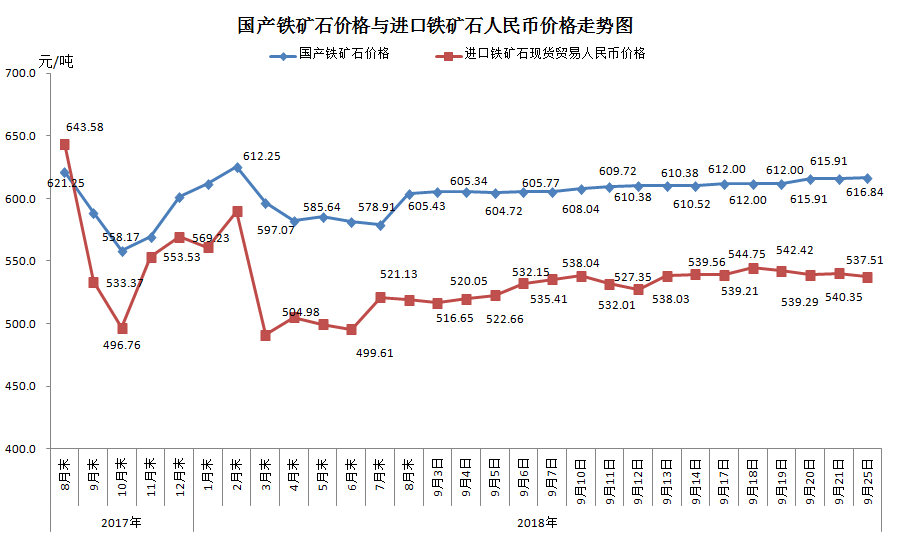 国产铁矿石价格与进口铁矿石人民币价格走势图
国产铁矿石价格 进口铁矿石现货贸易人民币价格
元/吨
700.0
650.0
600.0
550.0
500.0
450.0
400.0
621.25 558.17 569.23 612.25 597.07 585.64 578.91 605.43 605.34 604.72 605.77 608.04 609.72 610.38 610.38 610.52 612.00 612.00 612.00 615.91 615.91 616.84
643.58 533.37 496.76 553.53 504.98 499.61 521.13 516.65 520.05 522.66 532.15 535.41 538.04 532.01 527.35 538.03 539.56 539.21 544.75 542.42 539.29 540.35 537.51
8月末 9月末 10月末 11月末 12月末 1月末 2月末 3月末 4月末 5月末 6月末 7月末 8月末 9月3日 9月4日 9月5日 9月6日 9月7日 9月10日 9月11日 9月12日 9月13日 9月14日 9月17日 9月18日 9月19日 9月20日 9月21日 9月25日
2017年 2018年